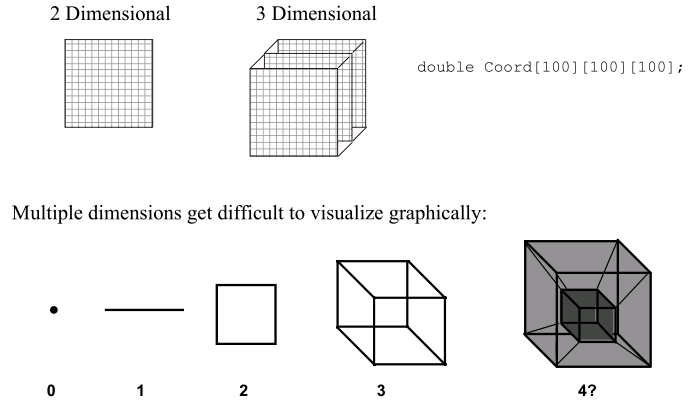 2 Dimensional
3 Dimensional
double Coord[100][100][100];
Multiple dimensions get difficult to visualize graphically:
0
1
2
3
4?